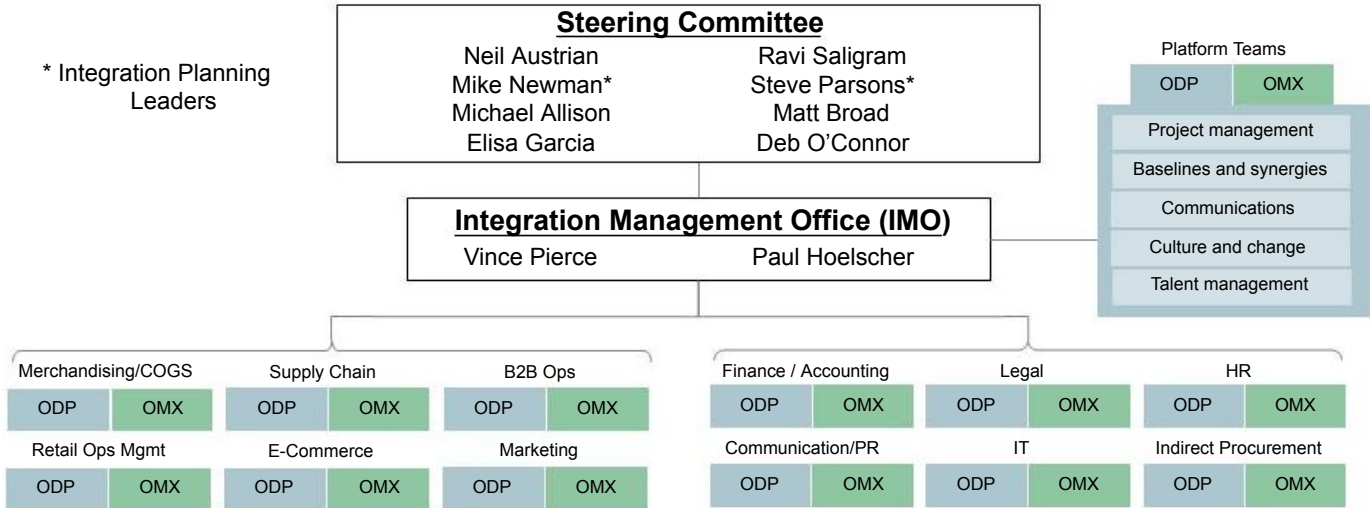 Steering Committee
Neil Austrian Ravi Saligram
Mike Newman* Steve Parsons*
Michael Allison Matt Broad
Elisa Garcia Deb O’Connor
* Integration Planning
Leaders
Platform Teams
ODP OMX
Project management
Baselines and synergies
Communications
Culture and change
Talent management
Integration Management Office (IMO)
Vince Pierce Paul Hoelscher
Merchandising/COGS Supply Chain B2B Ops
ODP OMX ODP OMX ODP OMX
Retail Ops Mgmt E-Commerce Marketing
ODP OMX ODP OMX ODP OMX
Finance / Accounting Legal HR
ODP OMX ODP OMX ODP OMX
Communication/PR IT Indirect Procurement
ODP OMX ODP OMX ODP OMX